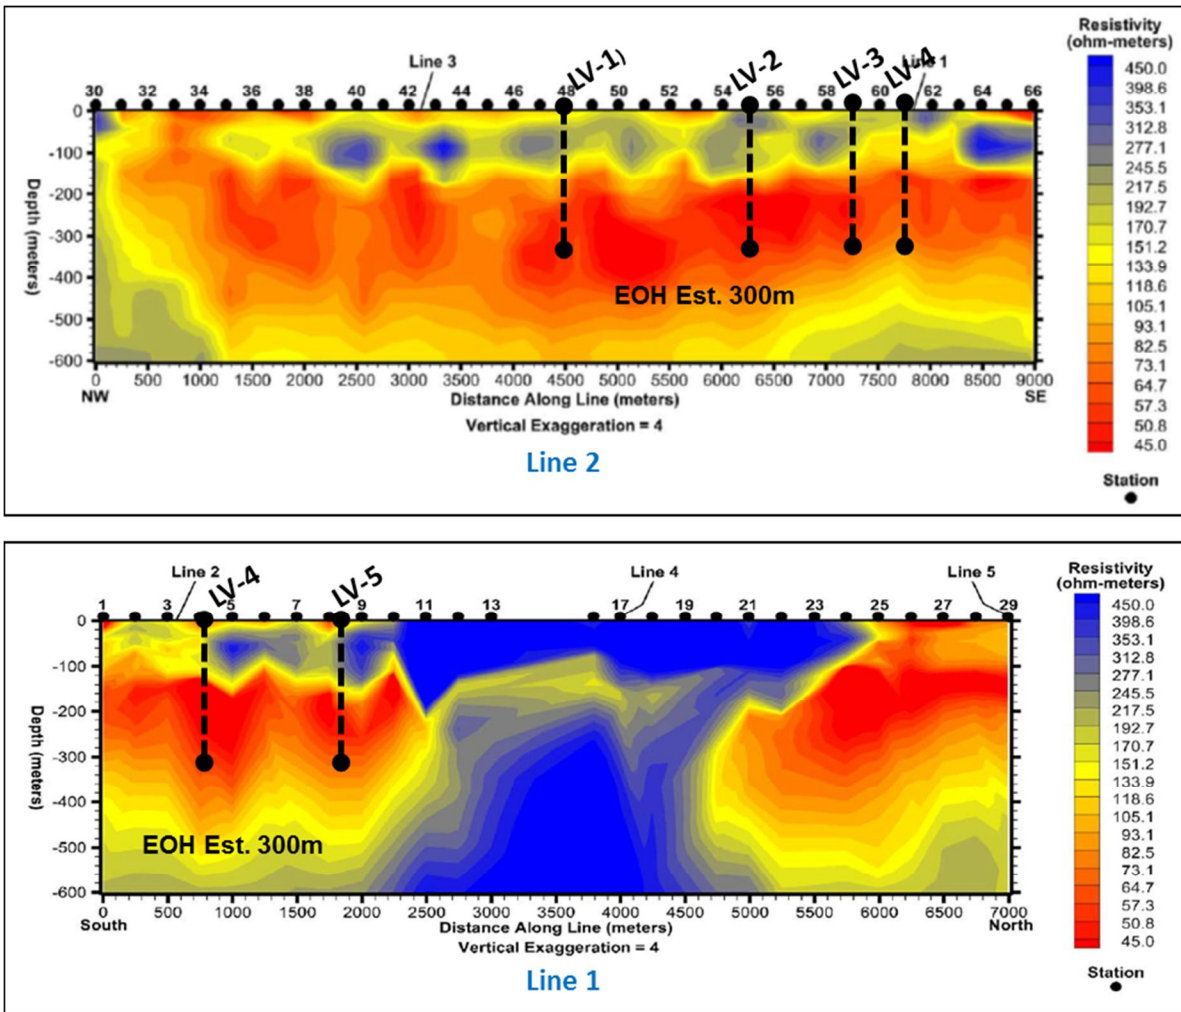 Resistivity
(ohm-meters)
Line 3
LV-1)
LV-2
LV-3
LV-4
30 32 34 36 38 40 42 44 46 48 50 52 54 56 58 60 62 64 66
0
-100
-200
-300
-400
-500
-600
Depth (meters)
EOH Est. 300m
0 500 1000 1500 2000 2500 3000 3500 4000 4500 5000 5500 6000 6500 7000 7500 8000 8500 9000
NW
Distance Along Line (meters)
SE
Vertical Exaggeration = 4
Line 2
450.0
398.6
353.1
312.8
277.1
245.5
217.5
192.7
170.7
151.2
133.9
118.6
105.1
93.1
82.5
73.1
64.7
57.3
50.8
45.0
Station
Line 2
LV-4
LV-5
Line 4
Line 5
1 3 5 7 9 11 13 17 19 21 23 25 27 29
0
-100
-200
-300
-400
-500
-600
Depth (meters)
EOH Est. 300m
0 500 1000 1500 2000 2500 3000 3500 4000 4500 5000 5500 6000 6500 7000
South
Distance Along Line (meters)
North
Vertical Exaggeration = 4
Line 1
Resistivity
(ohm-meters)
450.0
398.6
353.1
312.8
277.1
245.5
217.5
192.7
170.7
151.2
133.9
118.6
105.1
93.1
82.5
73.1
64.7
57.3
50.8
45.0
Station